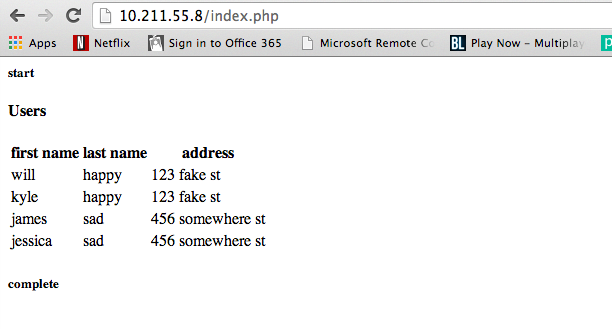 10.211.55.8/index.php
Apps Netflix Sign in to Office 365 Microsoft Remote Play Now - Multiplay
start
Users
first name last name address
will happy 123 fake st
kyle happy 123 fake st
james sad 456 somewhere st
jessica sad 456 somewhere st
complete